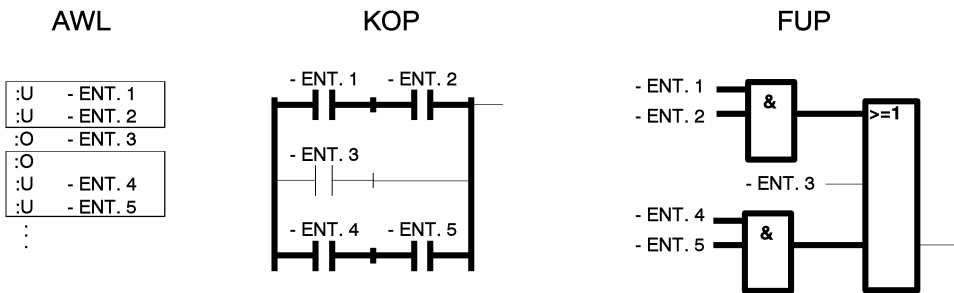 AWL
:U - ENT. 1
:U - ENT. 2
:O - ENT. 3
:O
:U - ENT. 4
:U - ENT. 5
:
:
KOP
- ENT. 1 - ENT. 2
- ENT. 3
- ENT. 4 - ENT. 5
FUP
- ENT. 1
- ENT. 2
&
>=1
- ENT. 3
- ENT. 4
- ENT. 5
&